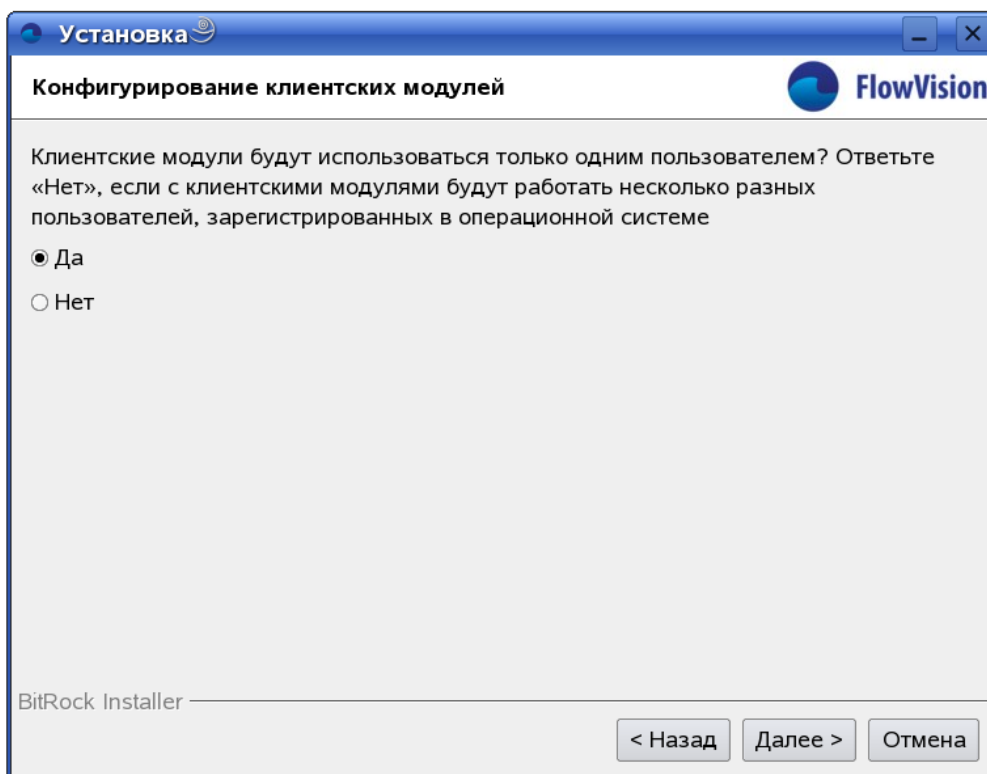 Установка
Конфигурирование клиентских модулей
FlowVision
Клиентские модули будут использоваться только одним пользователем? Ответьте
«Нет», если с клиентскими модулями будут работать несколько разных
пользователей, зарегистрированных в операционной системе
Да
Нет
BitRock Installer
< Назад
Далее >
Отмена